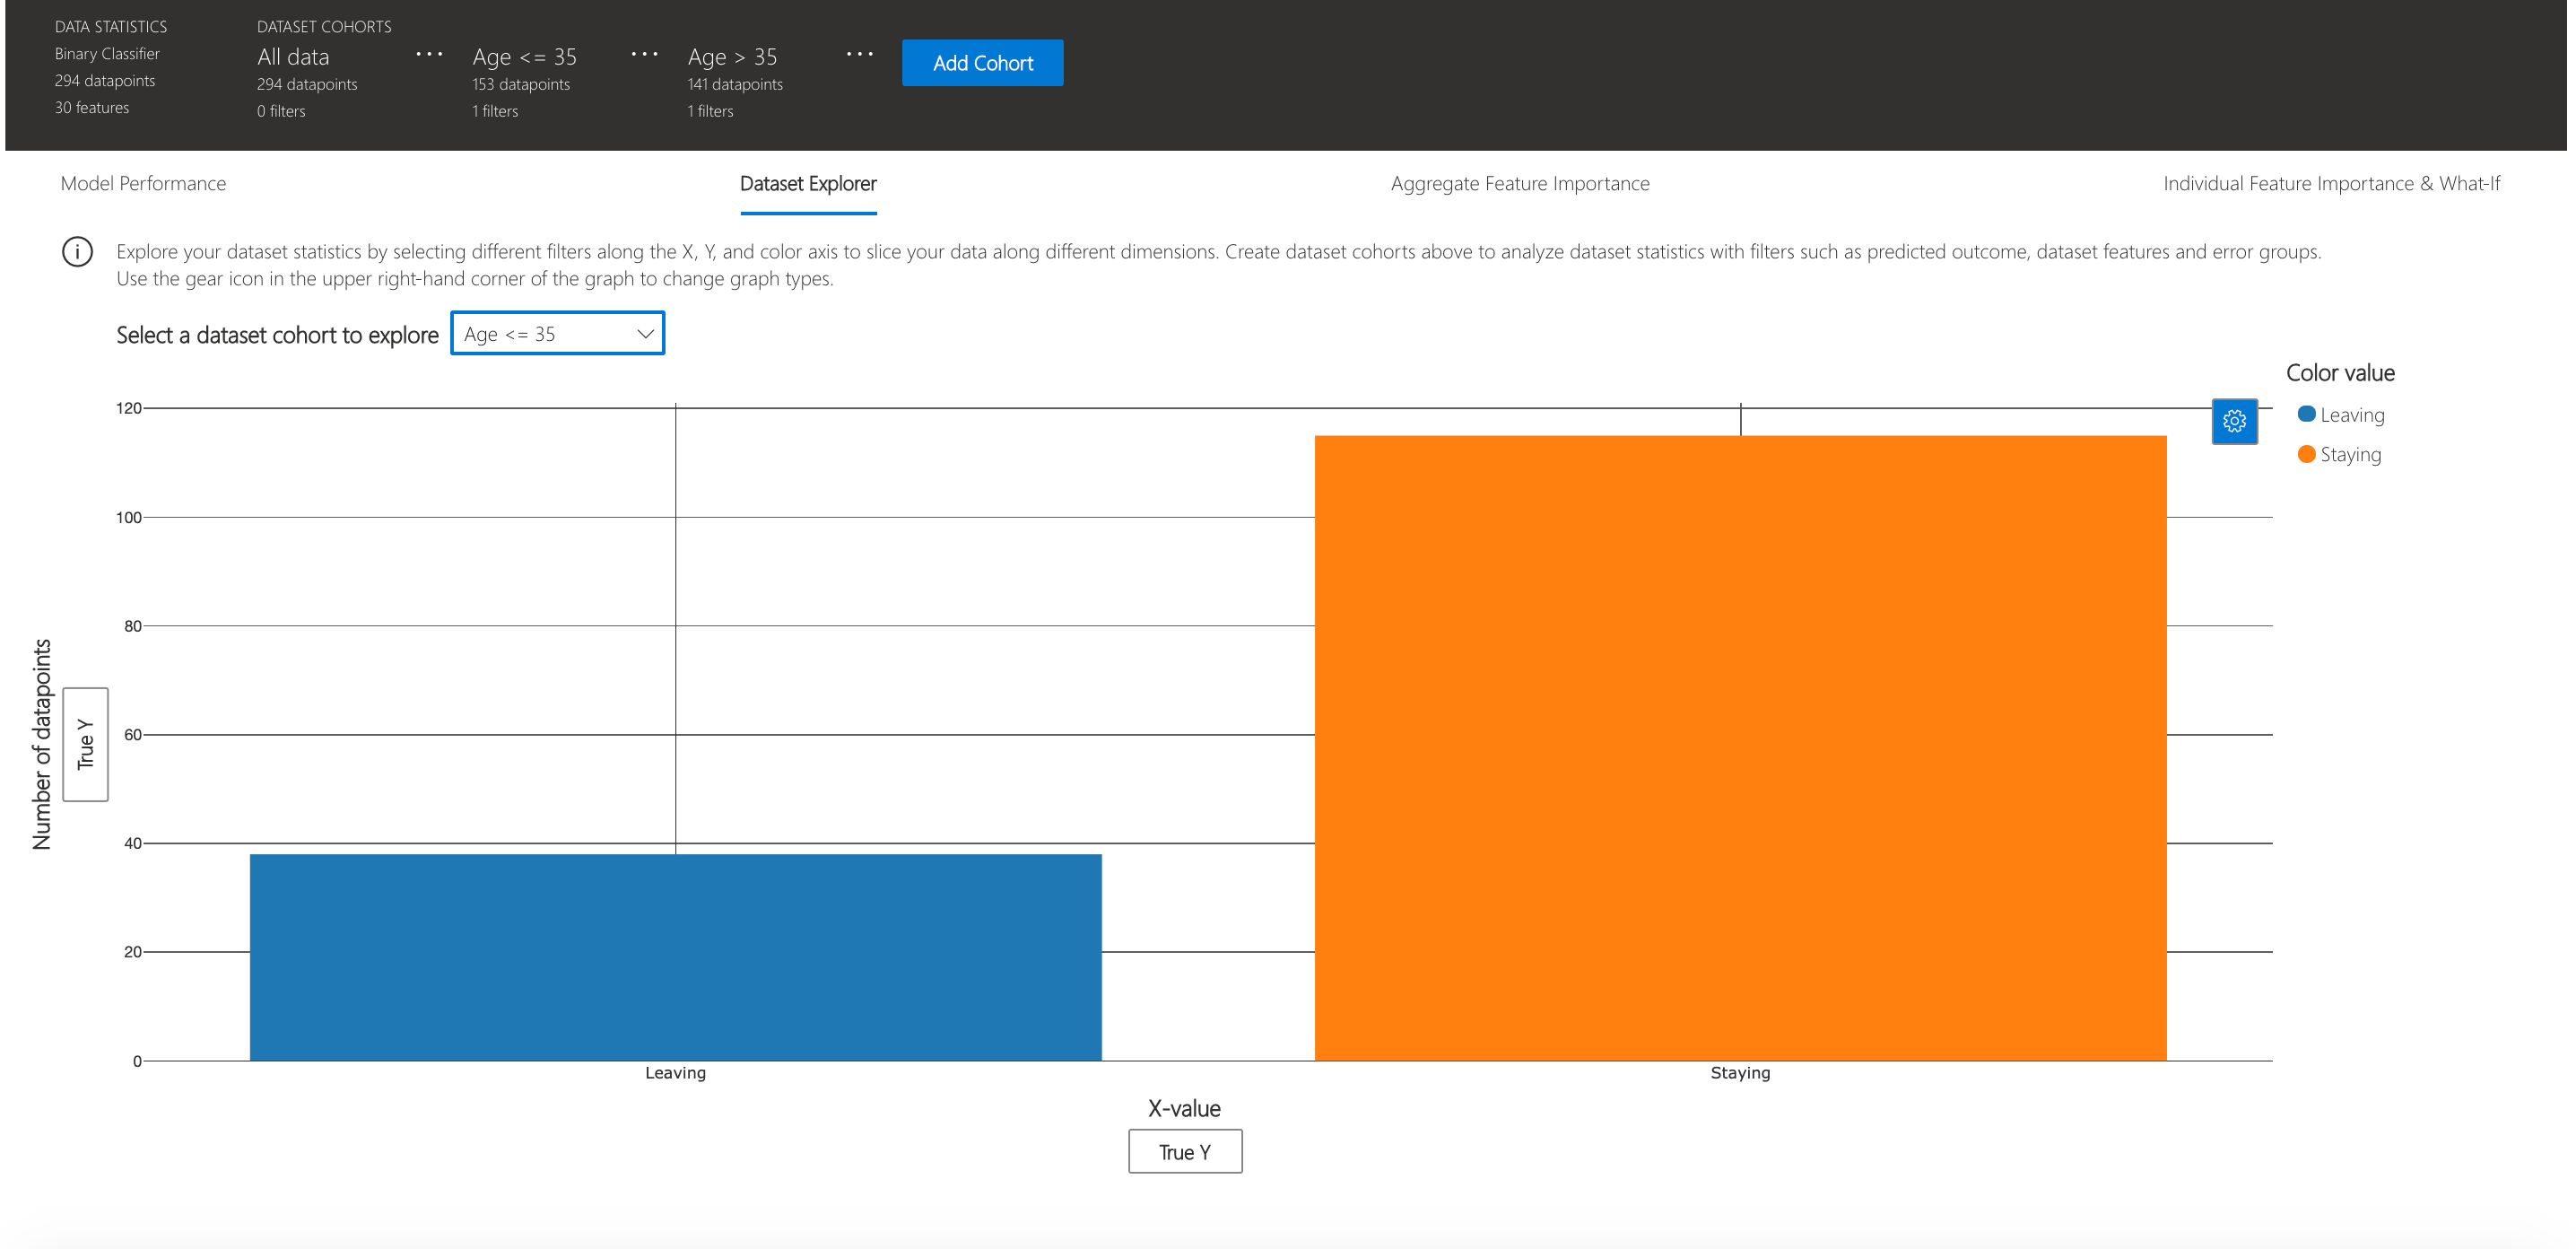 DATA STATISTICS
Binary Classifier
294 datapoints
30 features
DATASET COHORTS
All data
294 datapoints
0 filters
Age <= 35
153 datapoints
1 filters
Age > 35
141 datapoints
1 filters
Add Cohort
Model Performance
Dataset Explorer
Aggregate Feature Importance
Individual Feature Importance & What-If
Explore your dataset statistics by selecting different filters along the X, Y, and color axis to slice your data along different dimensions. Create dataset cohorts above to analyze dataset statistics with filters such as predicted outcome, dataset features and error groups.
Use the gear icon in the upper right-hand corner of the graph to change graph types.
Select a dataset cohort to explore
Age <= 35
Color value
Leaving
Staying
120
100
80
60
40
20
0
Number of datapoints
True Y
Leaving
Staying
X-value
True Y